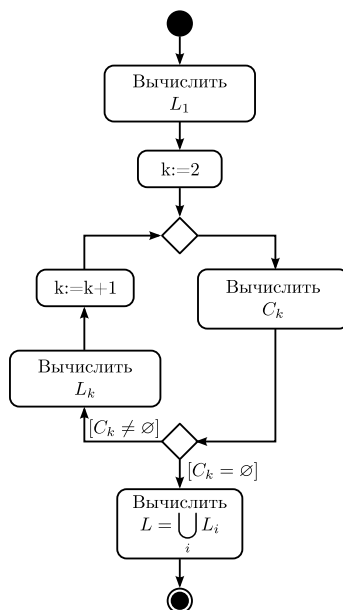 Вычислить
L₁
k:=2
k:=k+1
Вычислить
Cₖ
Вычислить
Lₖ
[Cₖ ≠ ∅]
[Cₖ = ∅]
Вычислить
L = ⋃ Lᵢ
i